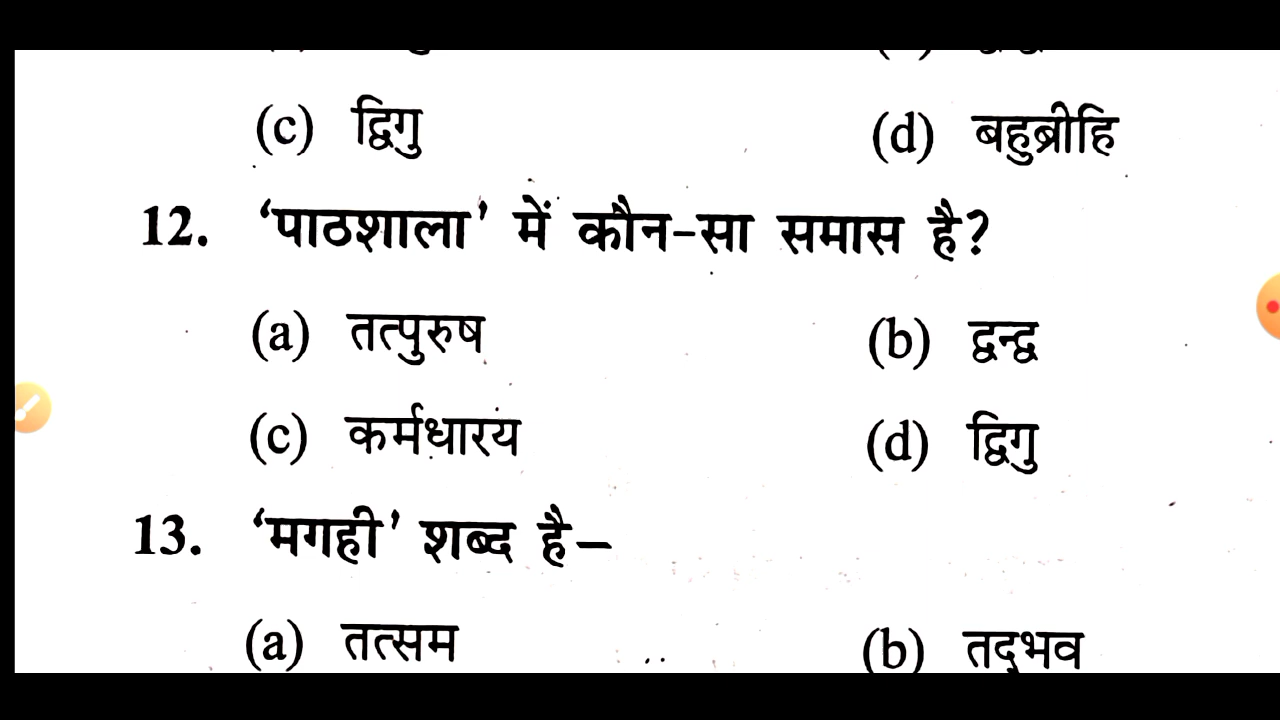 (c) द्विगु (d) बहुब्रीहि
12. ‘पाठशाला’ में कौन-सा समास है?
(a) तत्पुरुष (b) द्वन्द्व
(c) कर्मधारय (d) द्विगु
13. ‘मगही’ शब्द है–
(a) तत्सम (b) तद्भव